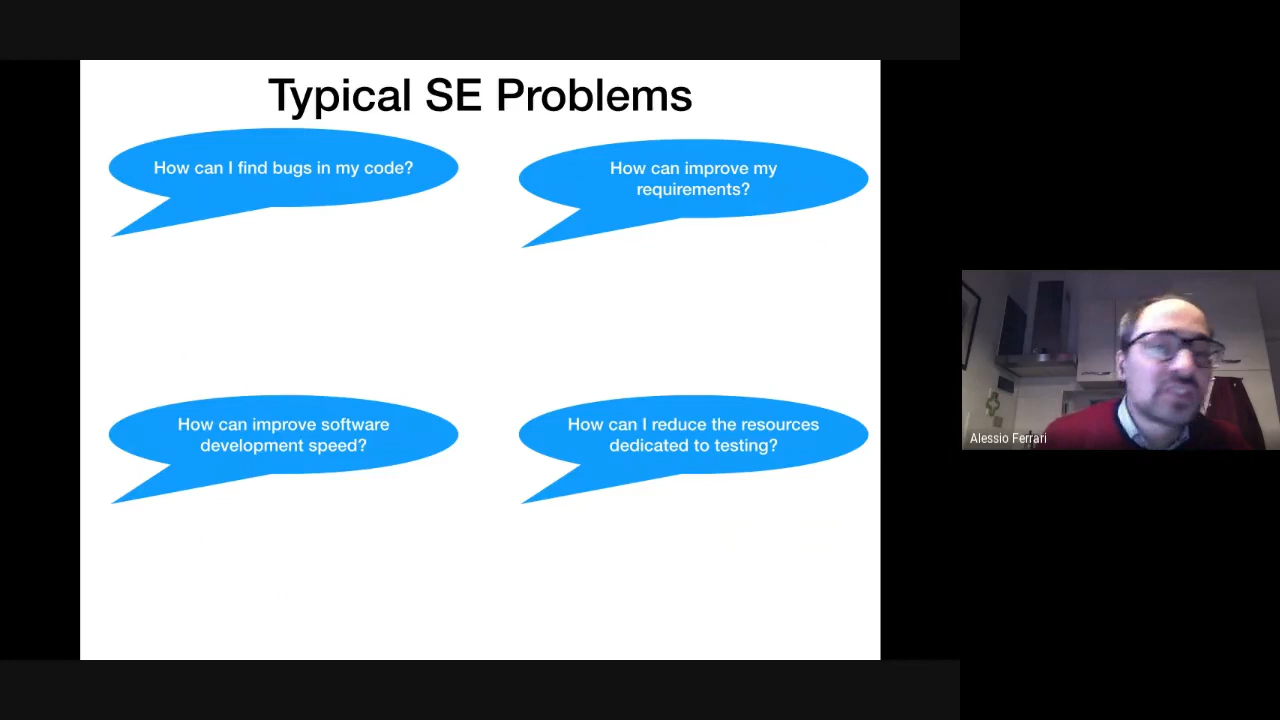 Typical SE Problems
How can I find bugs in my code?
How can improve my
requirements?
How can improve software
development speed?
How can I reduce the resources
dedicated to testing?
Alessio Ferrari